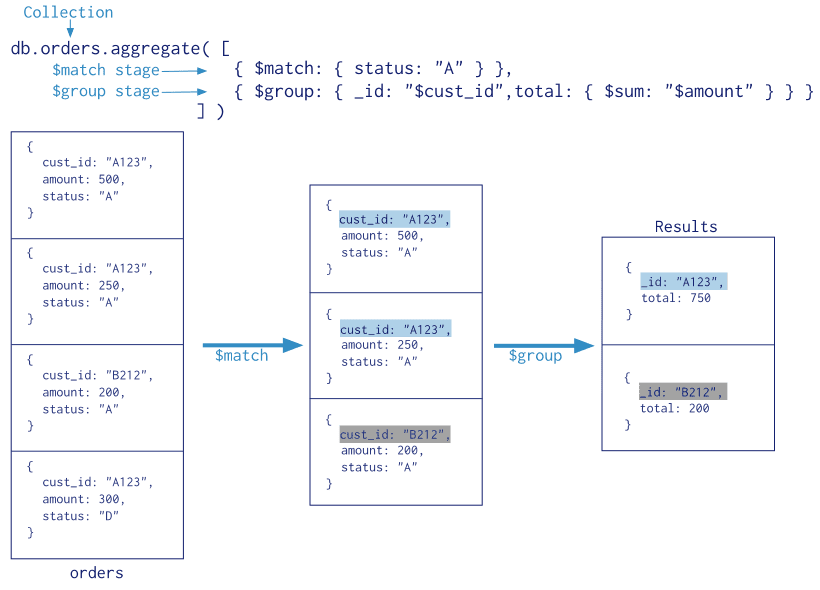 Collection
db.orders.aggregate( [
$match stage { $match: { status: "A" } },
$group stage { $group: { _id: "$cust_id",total: { $sum: "$amount" } } }
] )
{
cust_id: "A123",
amount: 500,
status: "A"
}
{
cust_id: "A123",
amount: 250,
status: "A"
}
{
cust_id: "B212",
amount: 200,
status: "A"
}
{
cust_id: "A123",
amount: 300,
status: "D"
}
orders
$match
{
cust_id: "A123",
amount: 500,
status: "A"
}
{
cust_id: "A123",
amount: 250,
status: "A"
}
{
cust_id: "B212",
amount: 200,
status: "A"
}
$group
Results
{
_id: "A123",
total: 750
}
{
_id: "B212",
total: 200
}